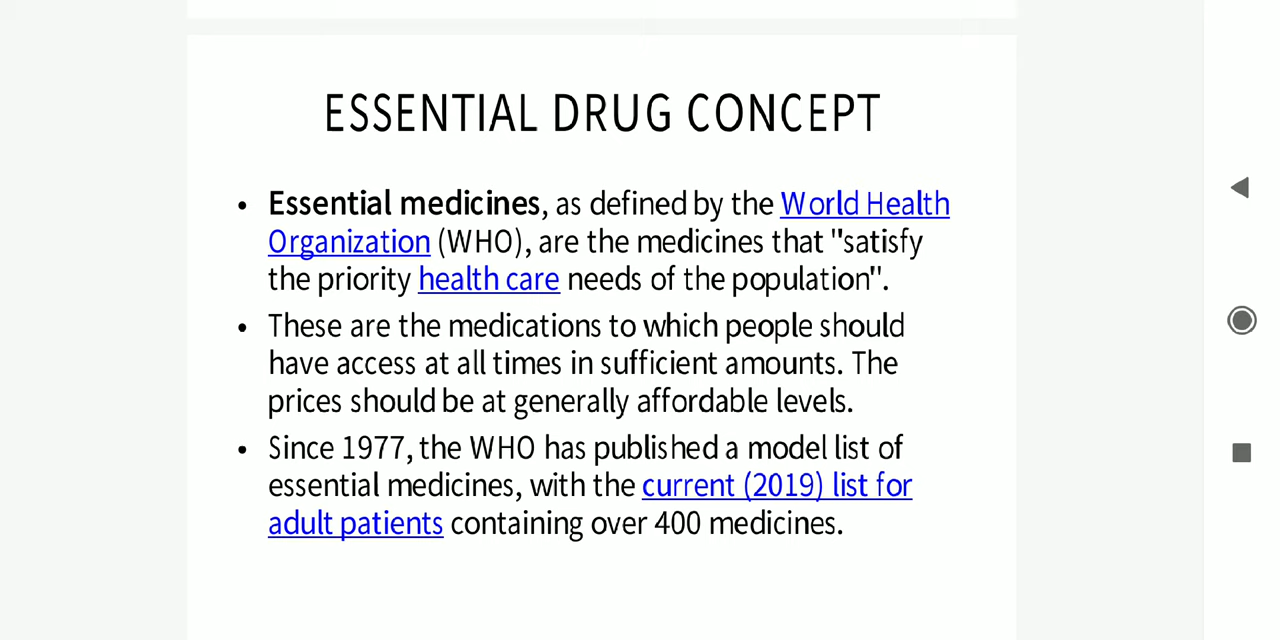 ESSENTIAL DRUG CONCEPT
• Essential medicines, as defined by the World Health
Organization (WHO), are the medicines that "satisfy
the priority health care needs of the population".
• These are the medications to which people should
have access at all times in sufficient amounts. The
prices should be at generally affordable levels.
• Since 1977, the WHO has published a model list of
essential medicines, with the current (2019) list for
adult patients containing over 400 medicines.